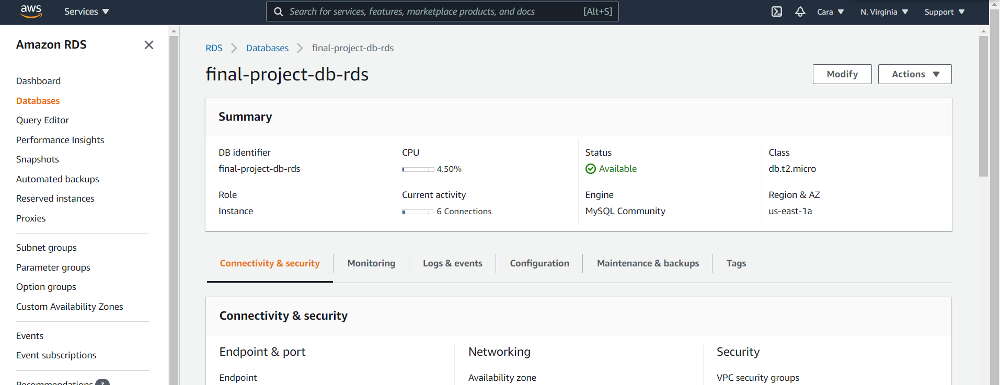 aws
Services
Search for services, features, marketplace products, and docs
[Alt+S]
Cara
N. Virginia
Support
Amazon RDS
Dashboard
Databases
Query Editor
Performance Insights
Snapshots
Automated backups
Reserved instances
Proxies
Subnet groups
Parameter groups
Option groups
Custom Availability Zones
Events
Event subscriptions
Recommendations
RDS
Databases
final-project-db-rds
final-project-db-rds
Modify
Actions
Summary
DB identifier
final-project-db-rds
CPU
4.50%
Status
Available
Class
db.t2.micro
Role
Instance
Current activity
6 Connections
Engine
MySQL Community
Region & AZ
us-east-1a
Connectivity & security
Monitoring
Logs & events
Configuration
Maintenance & backups
Tags
Connectivity & security
Endpoint & port
Endpoint
Networking
Availability zone
Security
VPC security groups